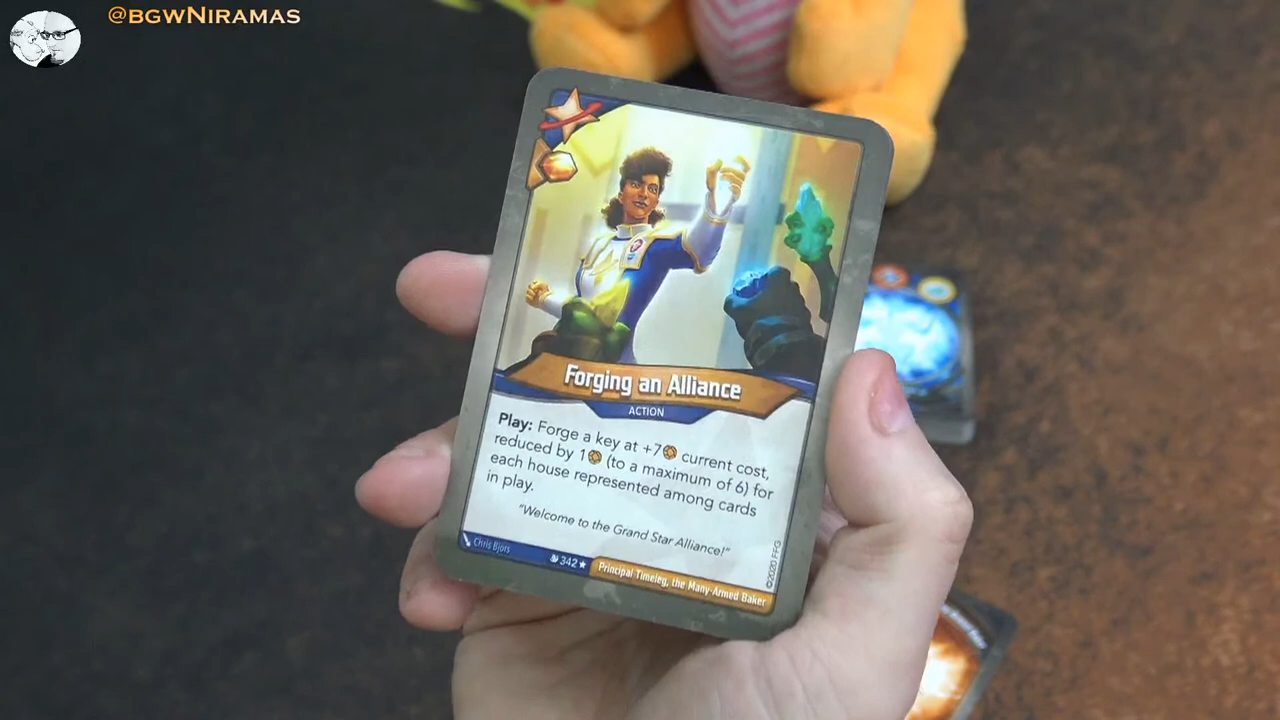 @BGWNIRAMAS
Forging an Alliance
ACTION
Play: Forge a key at +7 current cost,
reduced by 1 (to a maximum of 6) for
each house represented among cards
in play.
"Welcome to the Grand Star Alliance!"
Chris Bjors
342
Principal Timeleg, the Many-Armed Baker
©2020 FFG